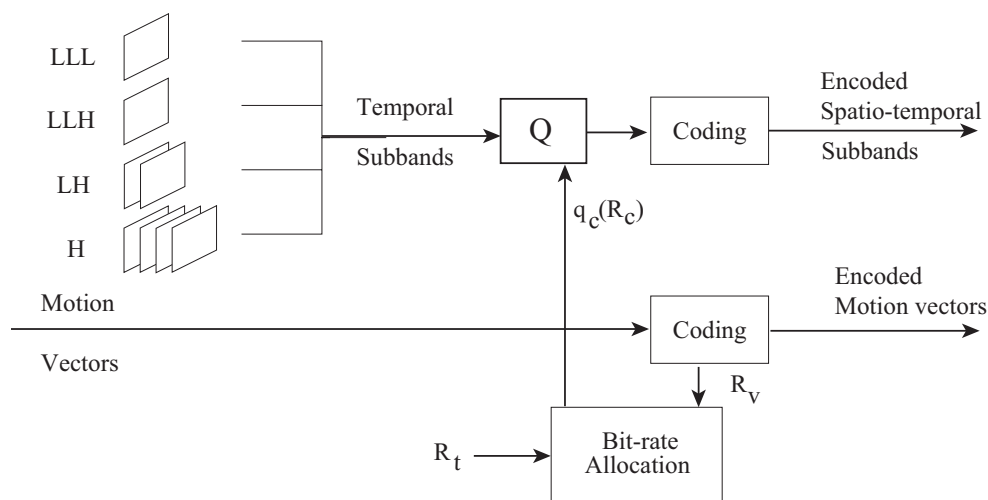 LLL
LLH
LH
H
Temporal
Subbands
Q
Coding
Encoded
Spatio-temporal
Subbands
q_c(R_c)
Motion
Vectors
Coding
Encoded
Motion vectors
R_v
R_t
Bit-rate
Allocation